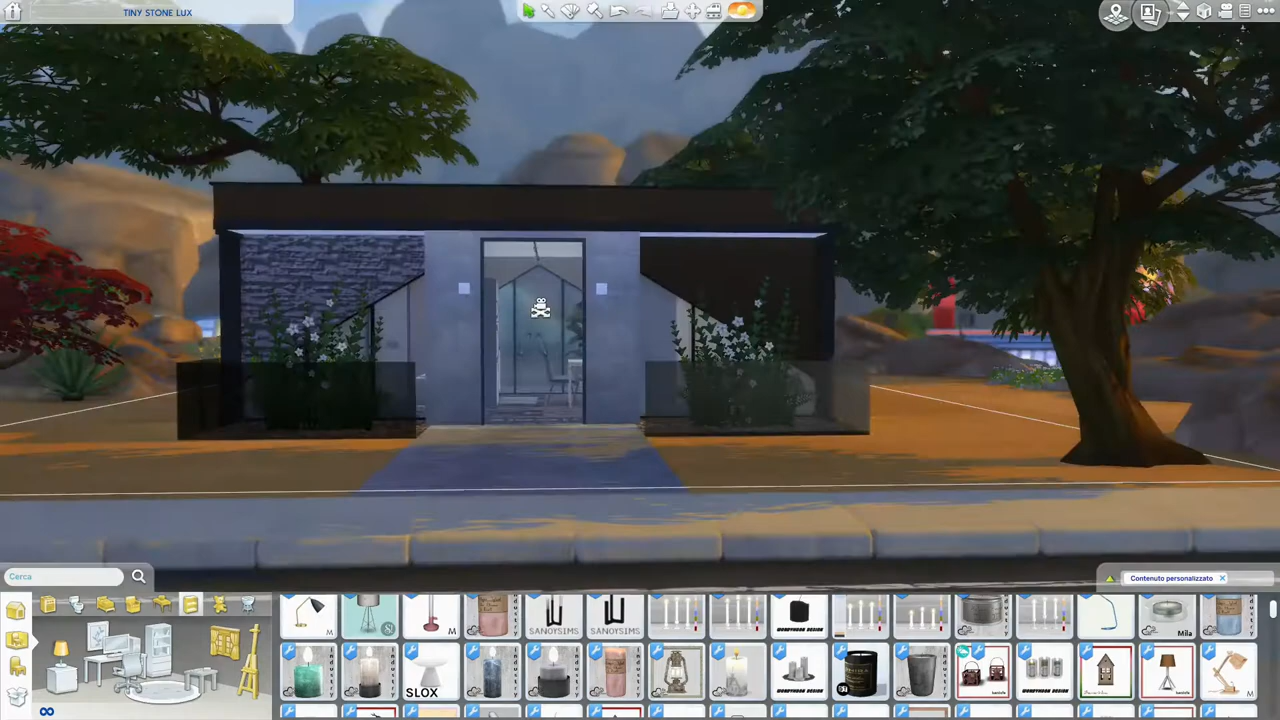 TINY STONE LUX
Cerca
Contenuto personalizzato
M
M
SANOYSIMS
SANOYSIMS
Mila
SLOX
M